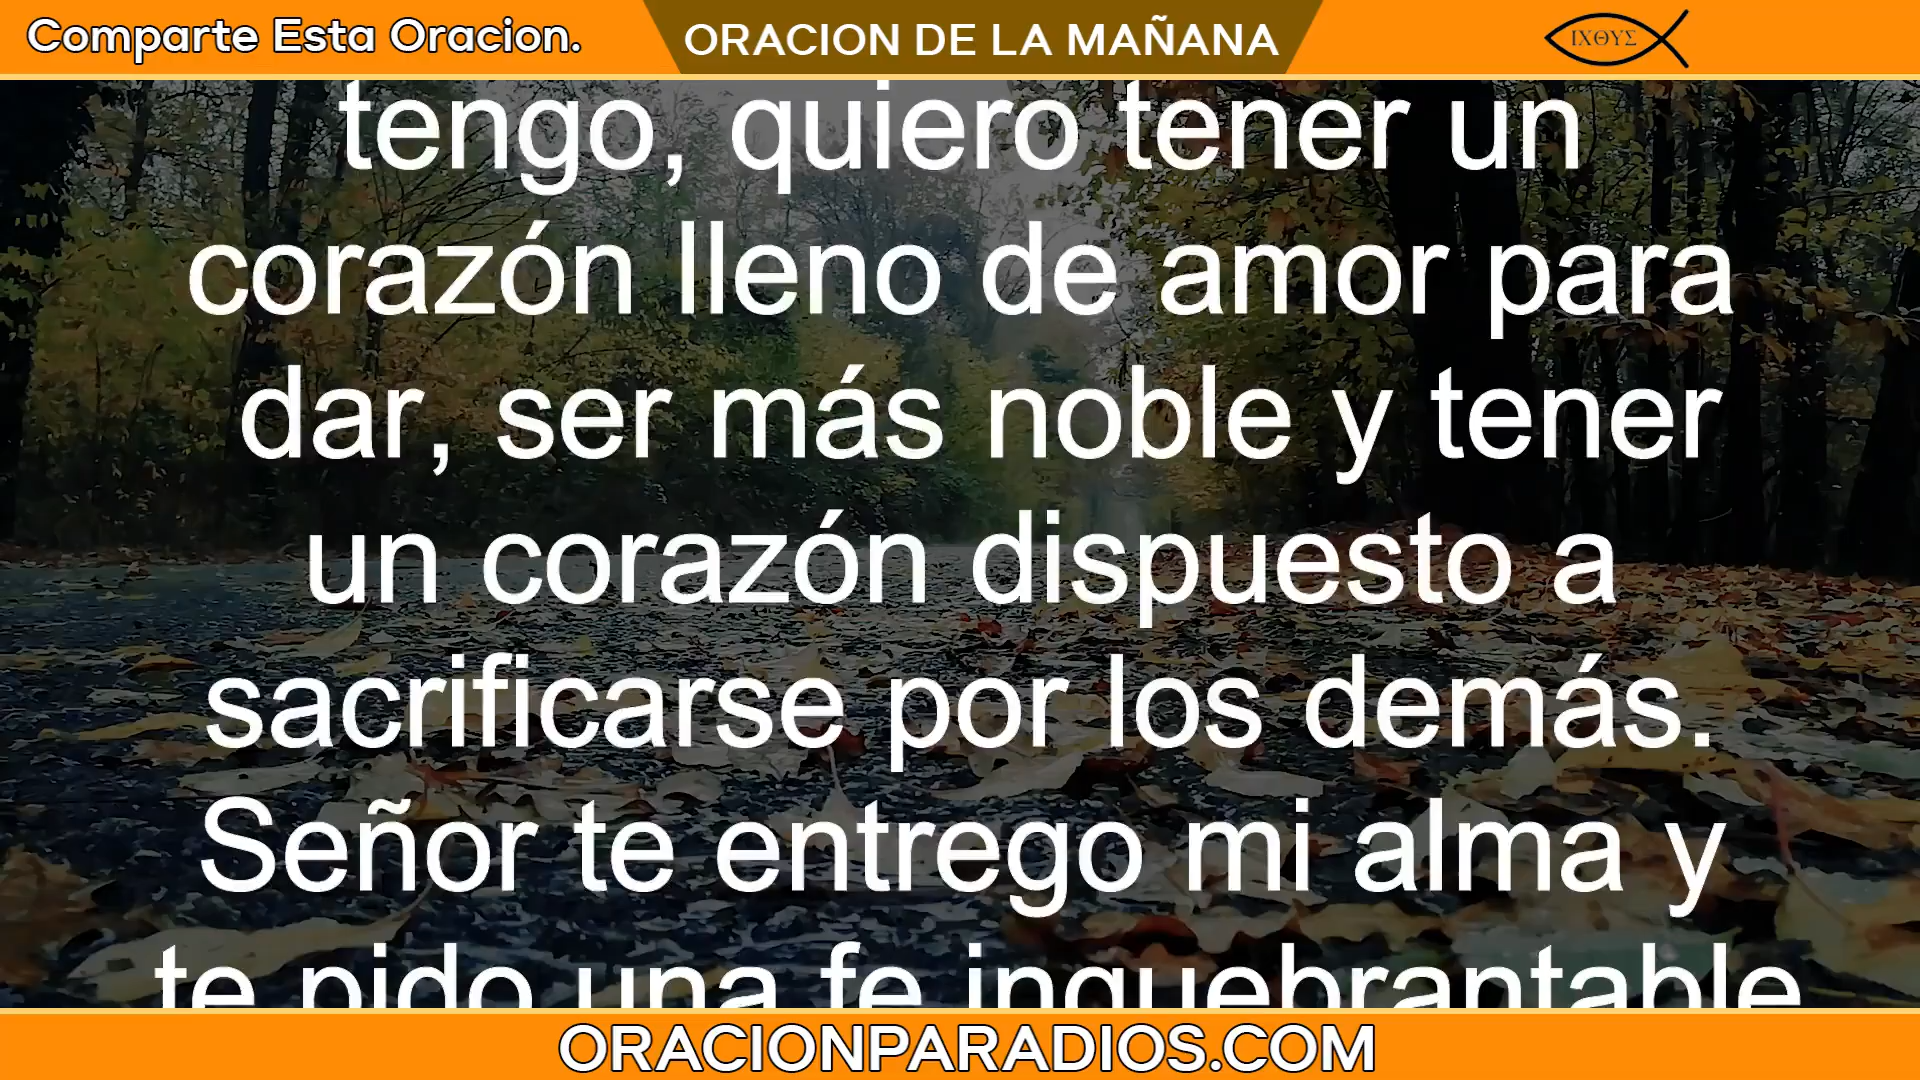 Comparte Esta Oracion.
ORACION DE LA MAÑANA
ΙΧΘΥΣ
tengo, quiero tener un
corazón lleno de amor para
dar, ser más noble y tener
un corazón dispuesto a
sacrificarse por los demás.
Señor te entrego mi alma y
te pido una fe inquebrantable
ORACIONPARADIOS.COM